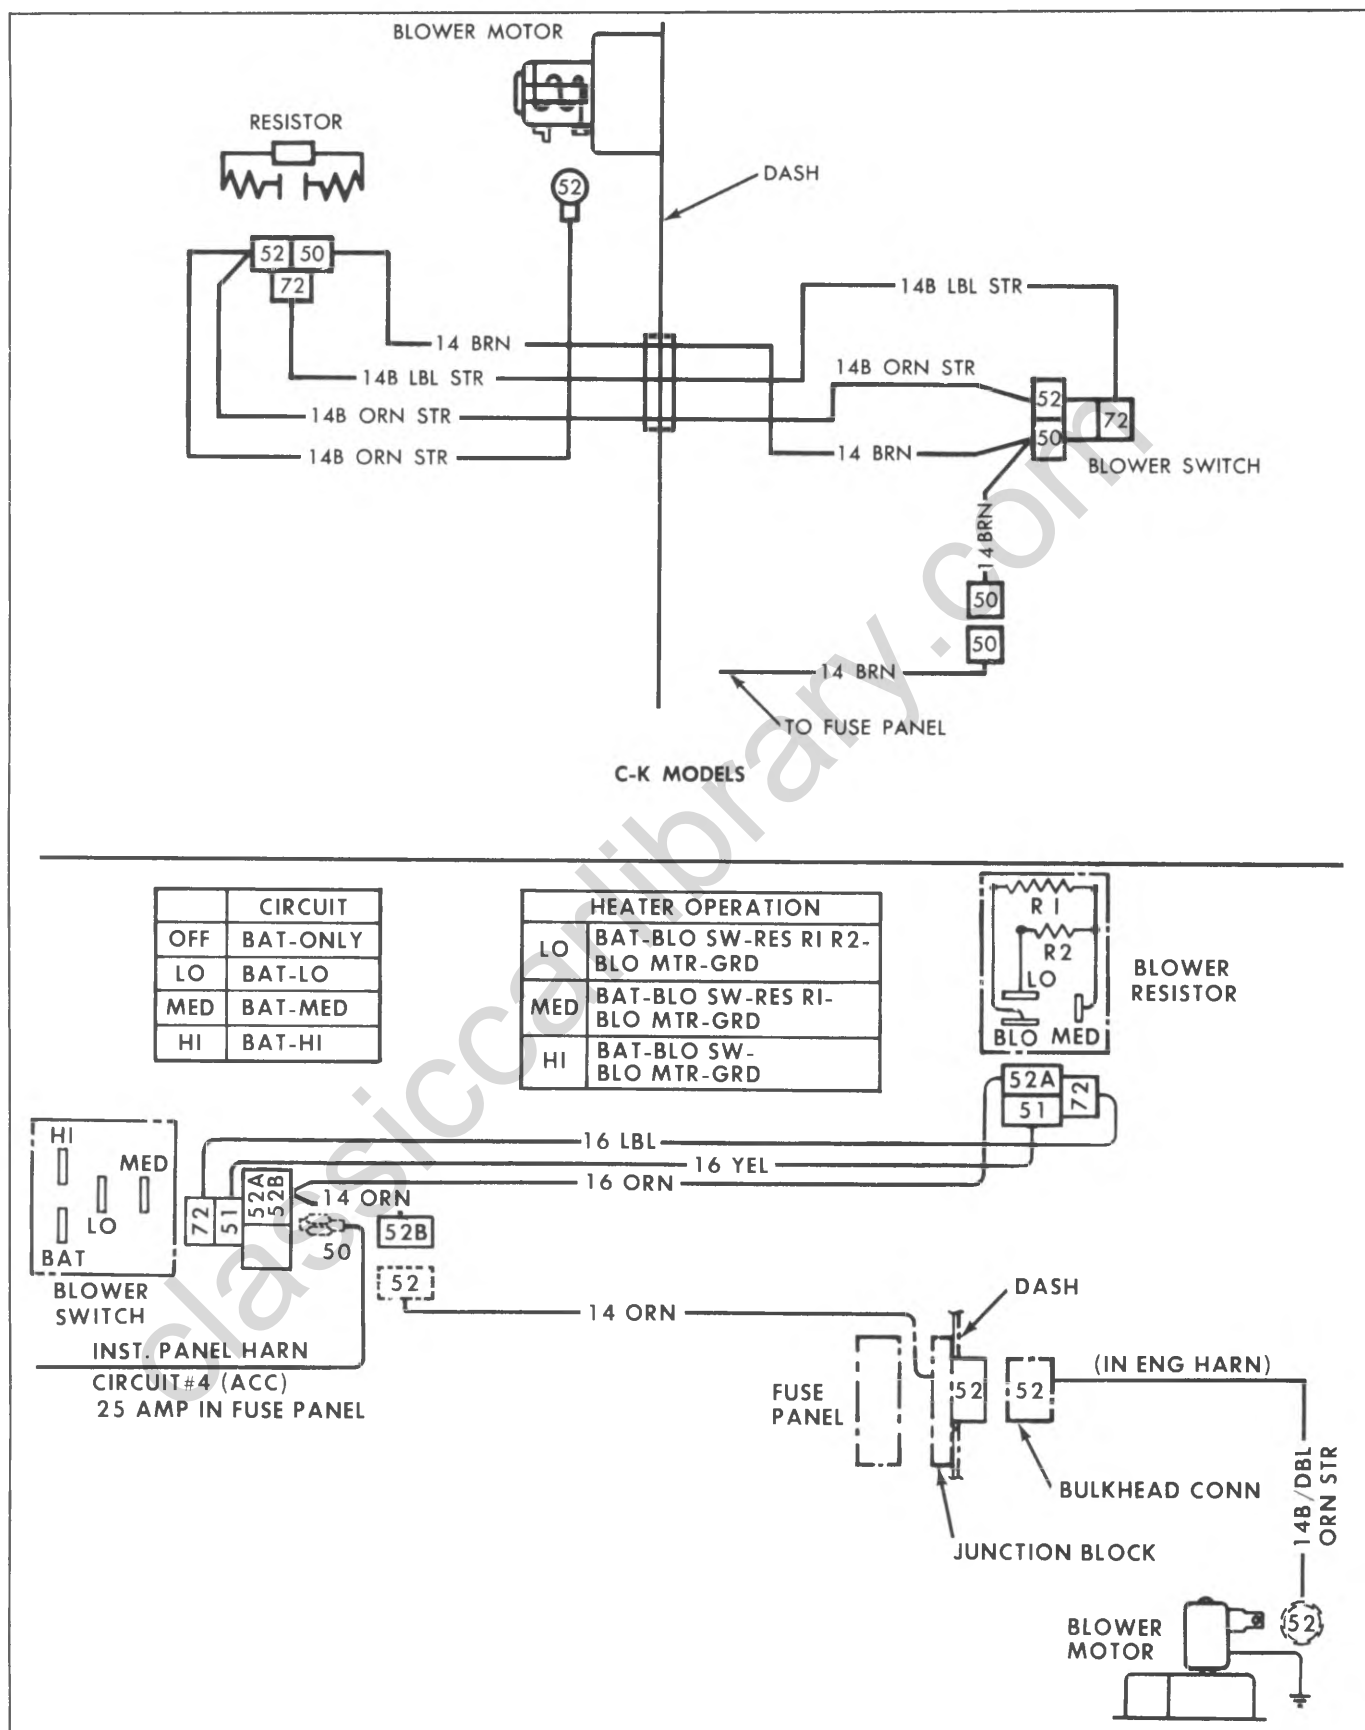 BLOWER MOTOR
RESISTOR
52
DASH
52 50
72
14B LBL STR
14 BRN
14B LBL STR
14B ORN STR
14B ORN STR
14B ORN STR
52
72
50
14 BRN
BLOWER SWITCH
14 BRN
50
50
14 BRN
TO FUSE PANEL
C-K MODELS
CIRCUIT
OFF BAT-ONLY
LO BAT-LO
MED BAT-MED
HI BAT-HI
HEATER OPERATION
LO BAT-BLO SW-RES R1 R2-
BLO MTR-GRD
MED BAT-BLO SW-RES R1-
BLO MTR-GRD
HI BAT-BLO SW-
BLO MTR-GRD
R1
R2
LO
BLO MED
BLOWER
RESISTOR
52A
51
72
HI
MED
LO
BAT
BLOWER
SWITCH
72
51
52A
52B
16 LBL
16 YEL
16 ORN
14 ORN
50
52B
52
14 ORN
INST. PANEL HARN
CIRCUIT#4 (ACC)
25 AMP IN FUSE PANEL
DASH
FUSE
PANEL
52
52
(IN ENG HARN)
BULKHEAD CONN
JUNCTION BLOCK
14B/DBL
ORN STR
BLOWER
MOTOR
52
classiccarlibrary.com